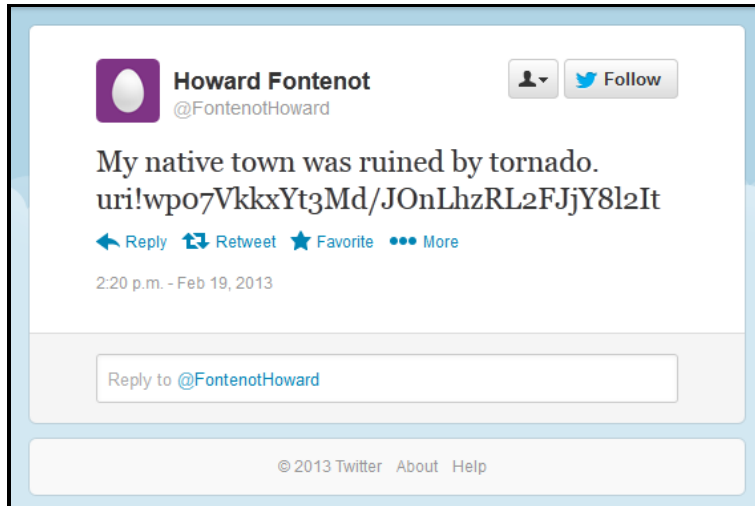 Howard Fontenot
@FontenotHoward
Follow
My native town was ruined by tornado.
uri!wp07VkkxYt3Md/JOnLhzRL2FJjY8l2It
Reply Retweet Favorite More
2:20 p.m. - Feb 19, 2013
Reply to @FontenotHoward
© 2013 Twitter About Help